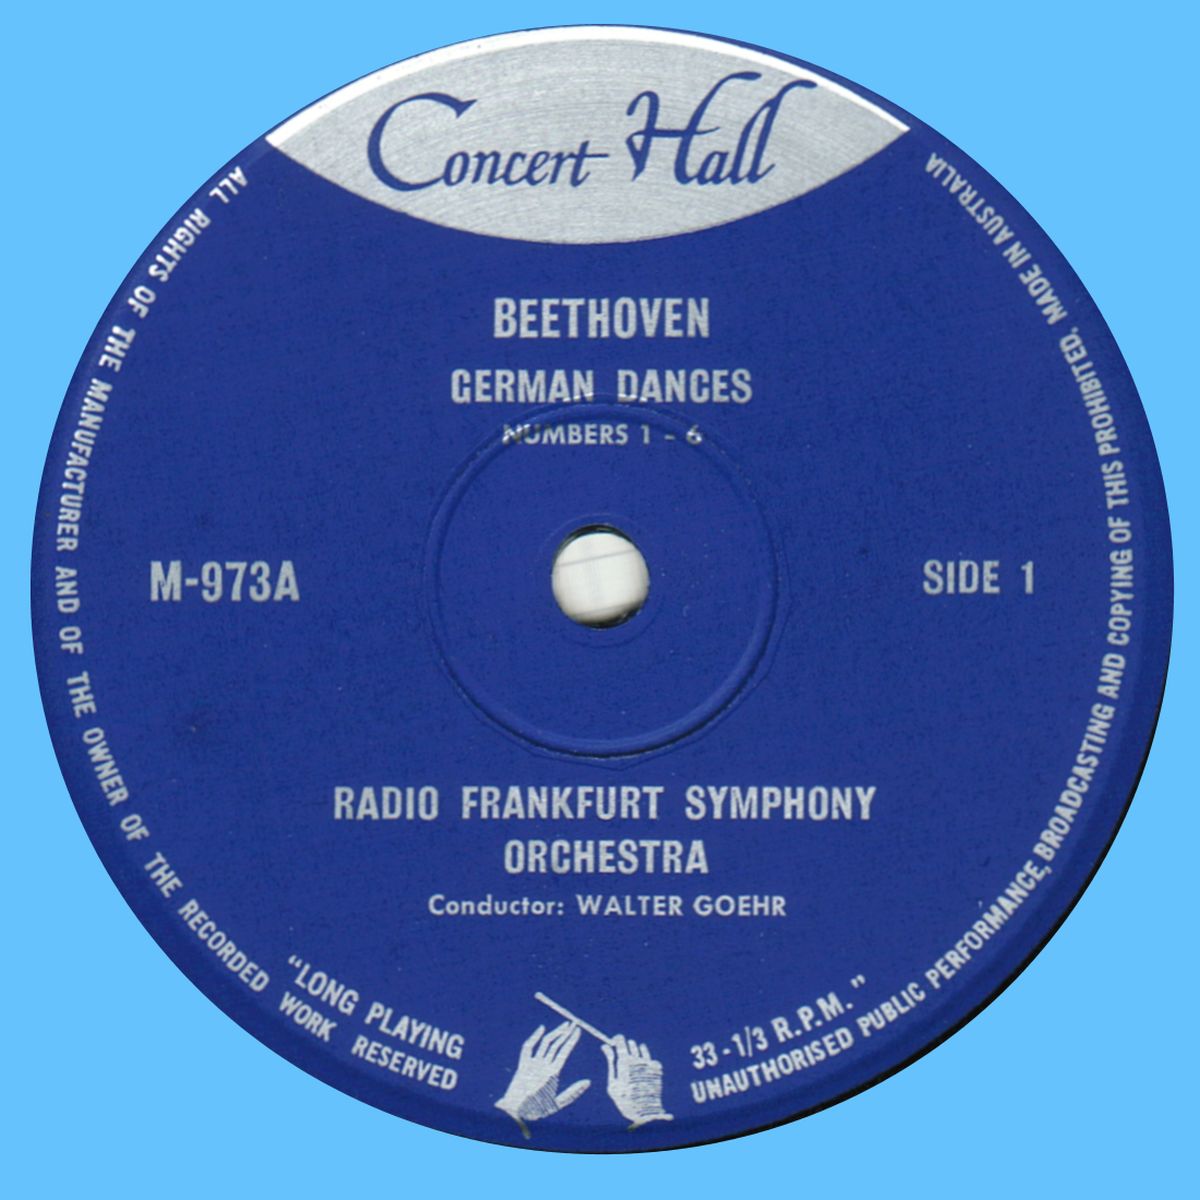 Concert Hall
BEETHOVEN
GERMAN DANCES
NUMBERS 1 - 6
M-973A
SIDE 1
RADIO FRANKFURT SYMPHONY
ORCHESTRA
Conductor: WALTER GOEHR
"LONG PLAYING
33-1/3 R.P.M."
ALL RIGHTS OF THE MANUFACTURER AND OF THE OWNER OF THE RECORDED WORK RESERVED
UNAUTHORISED PUBLIC PERFORMANCE, BROADCASTING AND COPYING OF THIS PROHIBITED. MADE IN AUSTRALIA